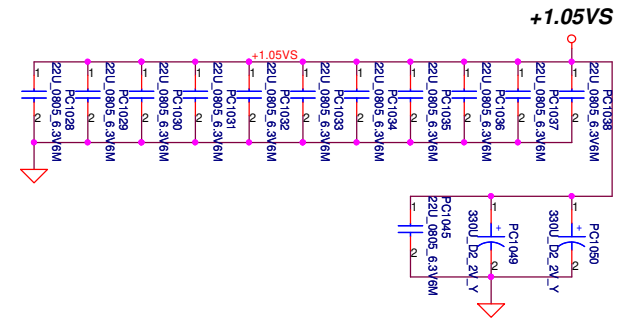 +1.05VS
+1.05VS
1
2
22U_0805_6.3V6M
PC1028
1
2
22U_0805_6.3V6M
PC1029
1
2
22U_0805_6.3V6M
PC1030
1
2
22U_0805_6.3V6M
PC1031
1
2
22U_0805_6.3V6M
PC1032
1
2
22U_0805_6.3V6M
PC1033
1
2
22U_0805_6.3V6M
PC1034
1
2
22U_0805_6.3V6M
PC1035
1
2
22U_0805_6.3V6M
PC1036
1
2
22U_0805_6.3V6M
PC1037
1
2
22U_0805_6.3V6M
PC1038
1
2
PC1045
22U_0805_6.3V6M
1
+
2
PC1049
330U_D2_2V_Y
1
+
2
PC1050
330U_D2_2V_Y